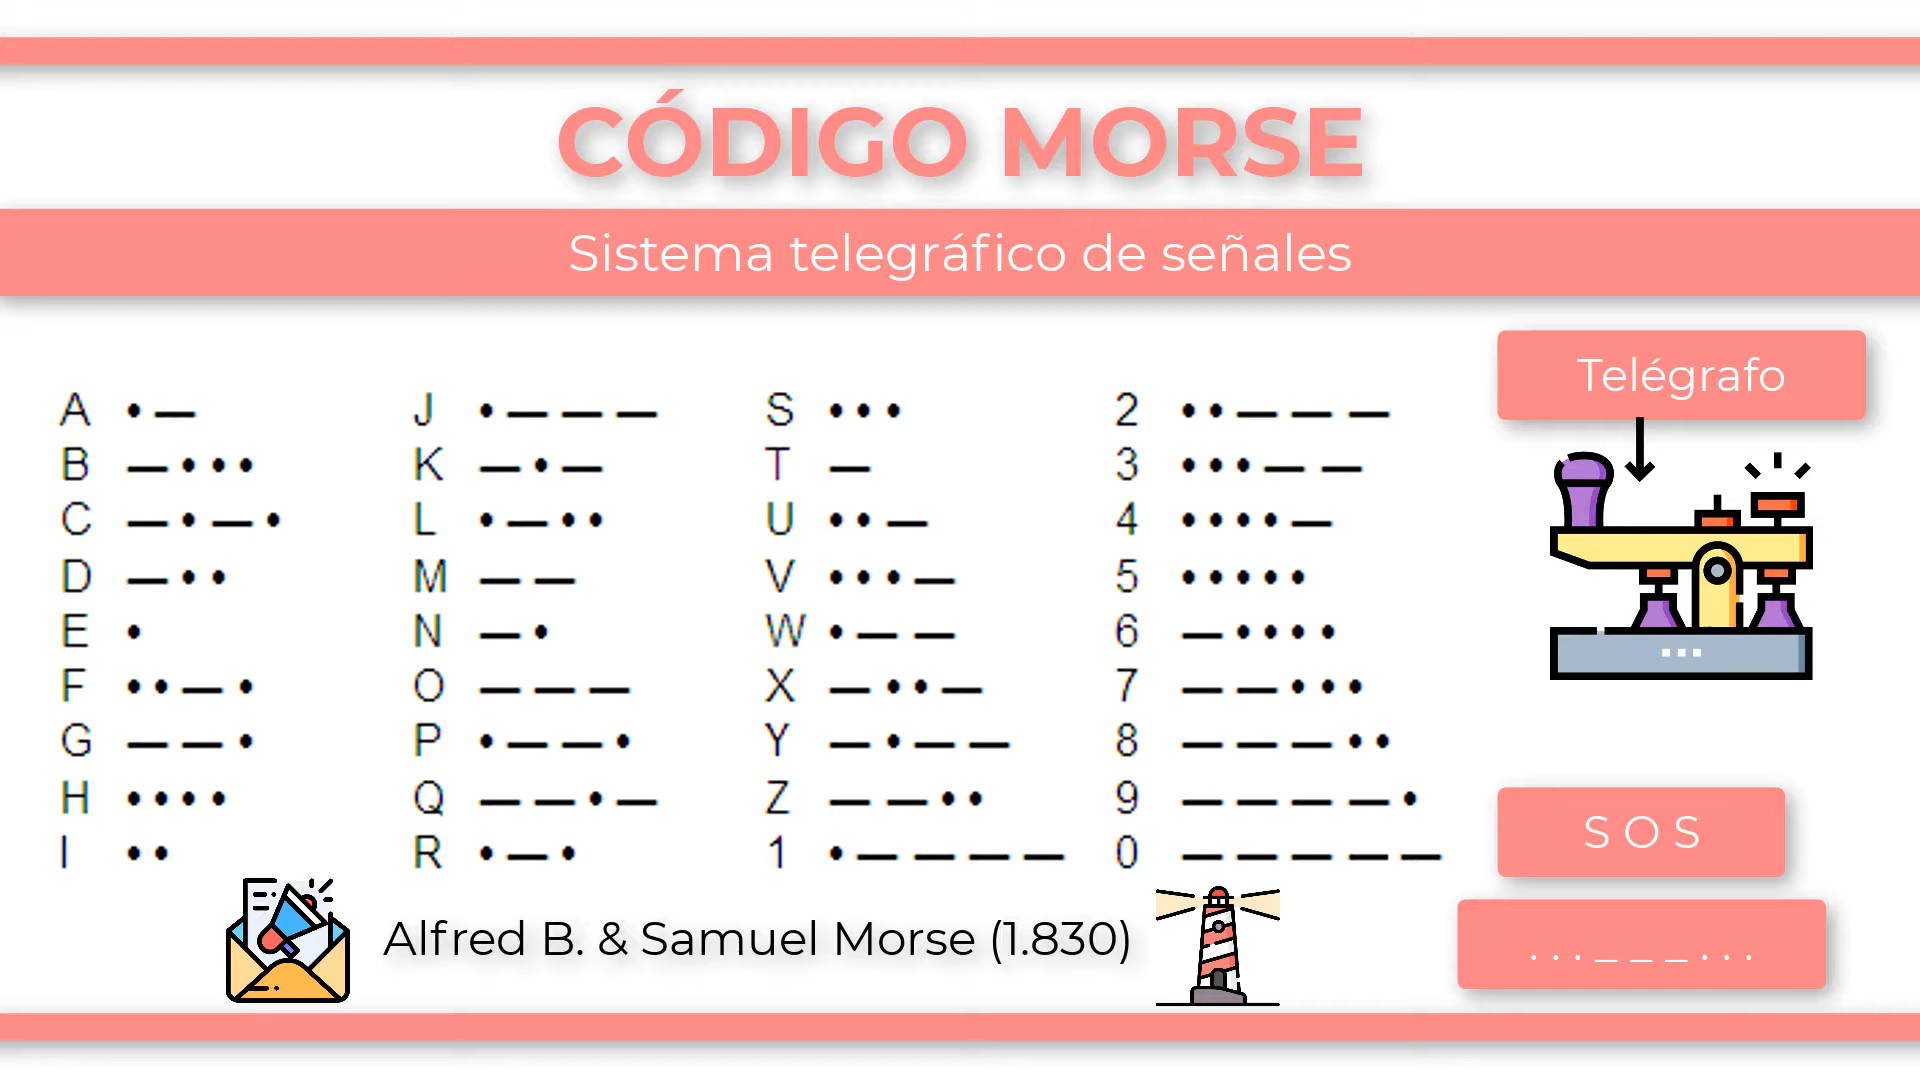 CÓDIGO MORSE
Sistema telegráfico de señales
Telégrafo
A •—
B —•••
C —•—•
D —••
E •
F ••—•
G ——•
H ••••
I ••
J •———
K —•—
L •—••
M ——
N —•
O ———
P •——•
Q ——•—
R •—•
S •••
T —
U ••—
V •••—
W •——
X —••—
Y —•——
Z ——••
1 •————
2 ••———
3 •••——
4 ••••—
5 •••••
6 —••••
7 ——•••
8 ———••
9 ————•
0 —————
S O S
. . . _ _ _ . . .
Alfred B. & Samuel Morse (1.830)